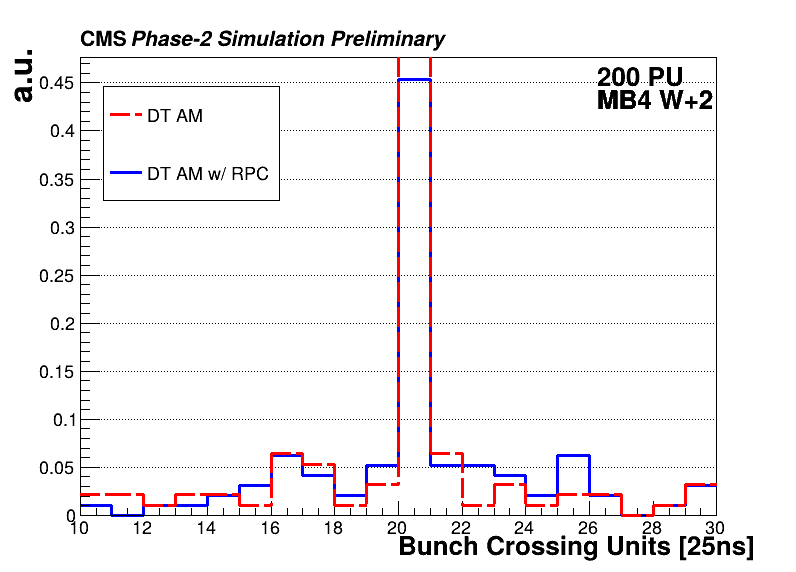 CMS Phase-2 Simulation Preliminary
a.u.
200 PU
MB4 W+2
DT AM
DT AM w/ RPC
0.45
0.4
0.35
0.3
0.25
0.2
0.15
0.1
0.05
0
10 12 14 16 18 20 22 24 26 28 30
Bunch Crossing Units [25ns]